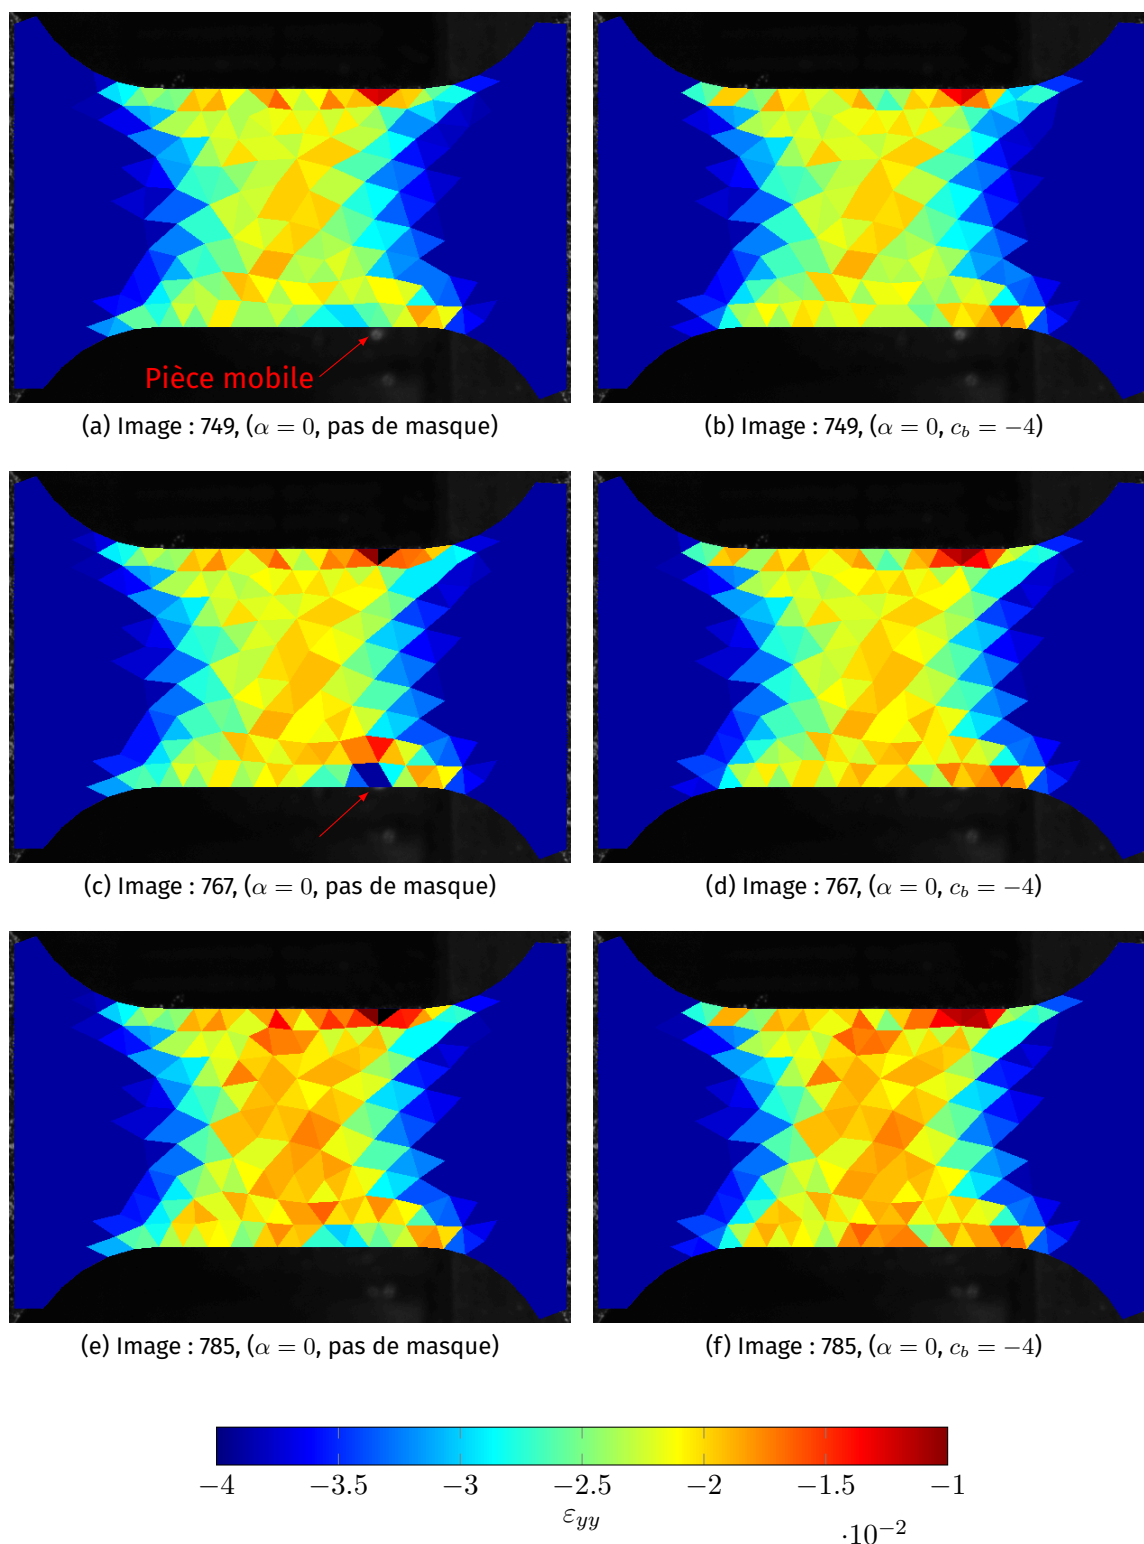 Pièce mobile
(a) Image : 749, (α = 0, pas de masque)
(b) Image : 749, (α = 0, c_b = −4)
(c) Image : 767, (α = 0, pas de masque)
(d) Image : 767, (α = 0, c_b = −4)
(e) Image : 785, (α = 0, pas de masque)
(f) Image : 785, (α = 0, c_b = −4)
−4 −3.5 −3 −2.5 −2 −1.5 −1
ε_yy
·10⁻²